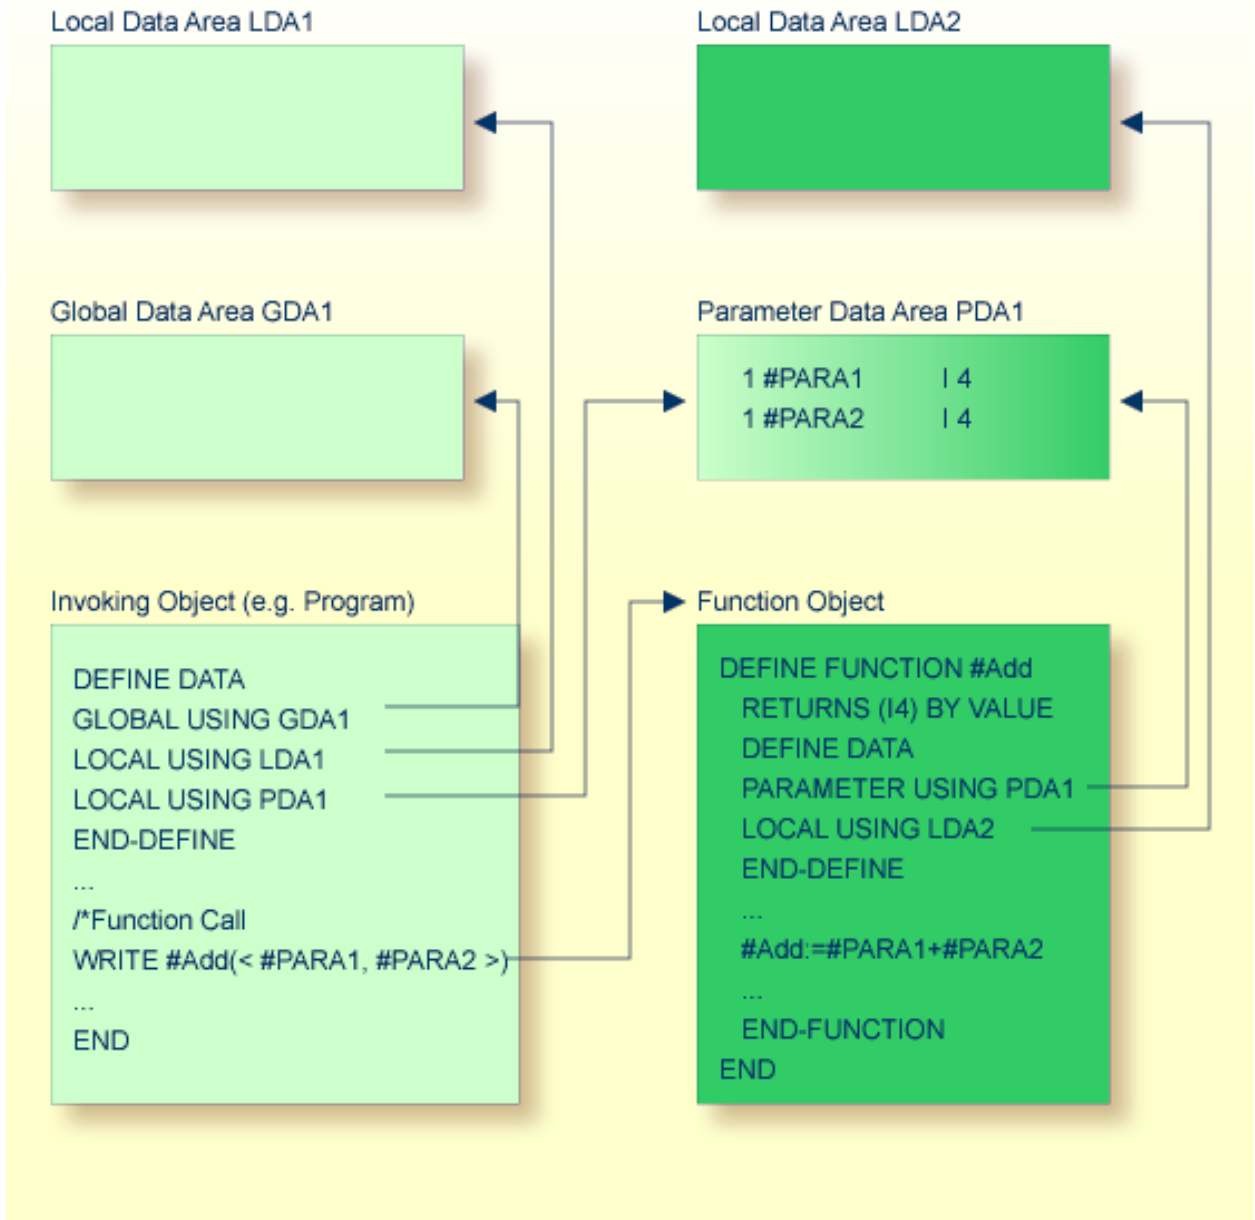 Local Data Area LDA1
Local Data Area LDA2
Global Data Area GDA1
Parameter Data Area PDA1
1 #PARA1 I 4
1 #PARA2 I 4
Invoking Object (e.g. Program)
DEFINE DATA
GLOBAL USING GDA1
LOCAL USING LDA1
LOCAL USING PDA1
END-DEFINE
...
/*Function Call
WRITE #Add(< #PARA1, #PARA2 >)
...
END
Function Object
DEFINE FUNCTION #Add
RETURNS (I4) BY VALUE
DEFINE DATA
PARAMETER USING PDA1
LOCAL USING LDA2
END-DEFINE
...
#Add:=#PARA1+#PARA2
...
END-FUNCTION
END